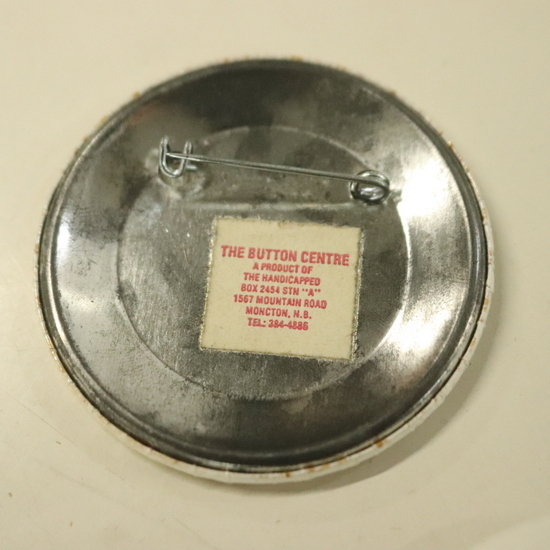 THE BUTTON CENTRE
A PRODUCT OF
THE HANDICAPPED
BOX 2454 STN "A"
1567 MOUNTAIN ROAD
MONCTON, N.B.
TEL: 384-4886